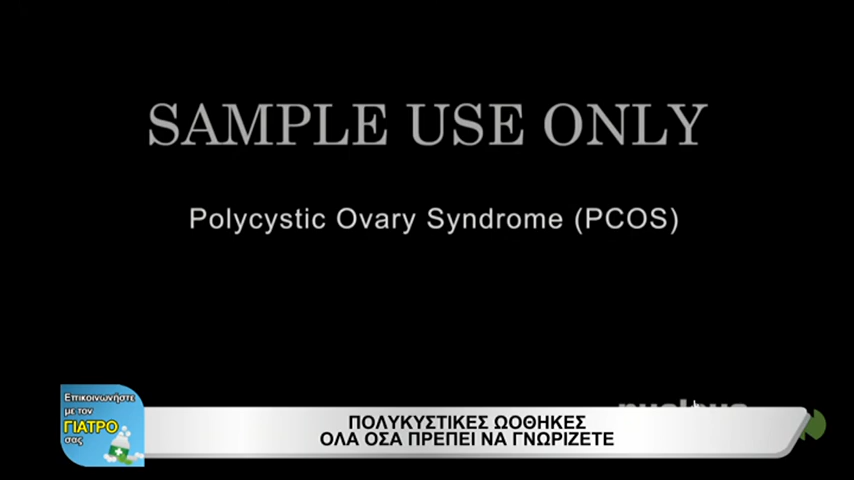 SAMPLE USE ONLY
Polycystic Ovary Syndrome (PCOS)
Επικοινωνήστε
με τον
ΓΙΑΤΡΟ
σας
ΠΟΛΥΚΥΣΤΙΚΕΣ ΩΟΘΗΚΕΣ
ΟΛΑ ΟΣΑ ΠΡΕΠΕΙ ΝΑ ΓΝΩΡΙΖΕΤΕ